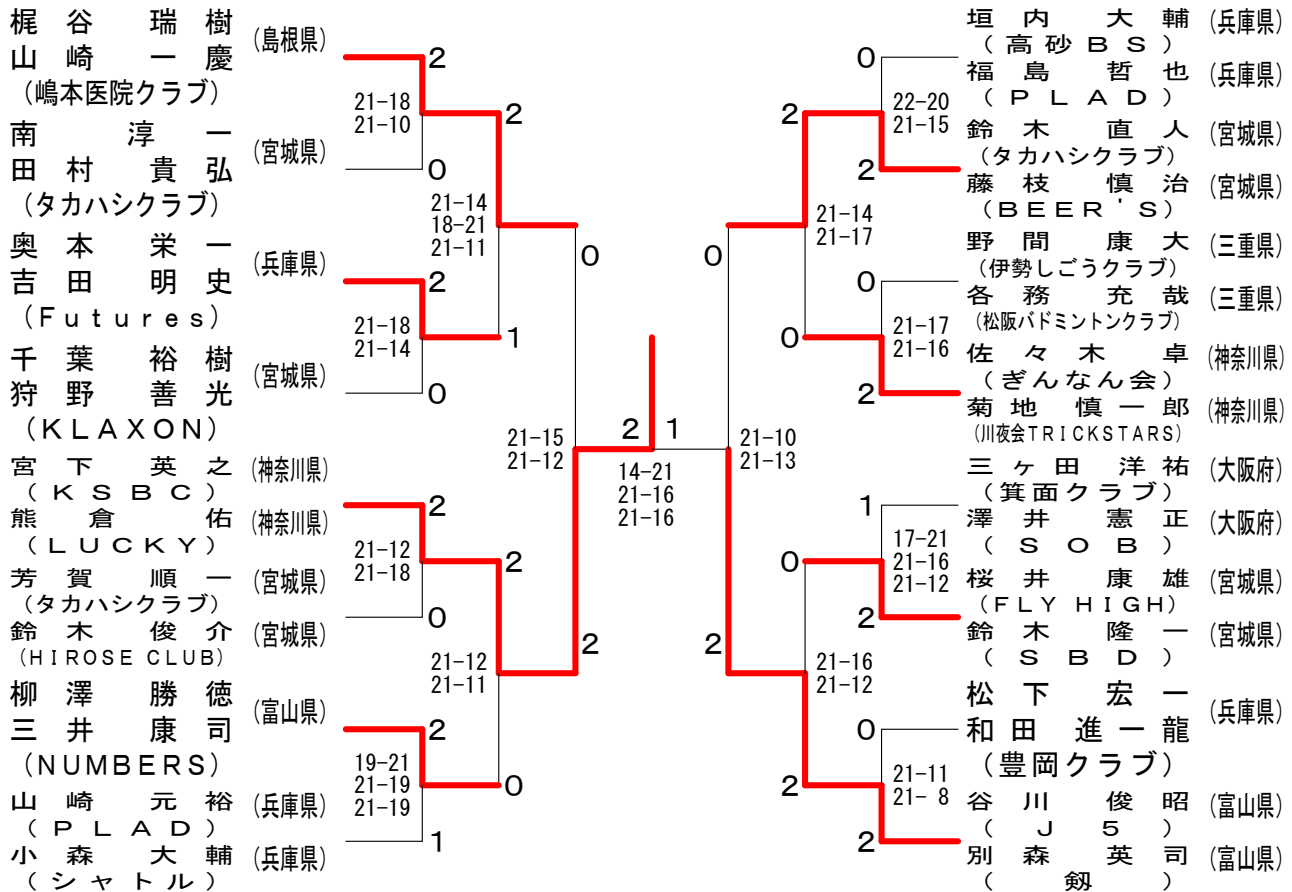 梶谷 瑞樹
山崎 一慶
(島根県)
(嶋本医院クラブ)
南 淳一
田村 貴弘
(宮城県)
(タカハシクラブ)
奥本 栄一
吉田 明史
(兵庫県)
(Futures)
千葉 裕樹
狩野 善光
(宮城県)
(KLAXON)
宮下 英之 (神奈川県)
(KSBC)
熊倉 佑 (神奈川県)
(LUCKY)
芳賀 順一 (宮城県)
(タカハシクラブ)
鈴木 俊介 (宮城県)
(HIROSE CLUB)
柳澤 勝徳
三井 康司
(富山県)
(NUMBERS)
山崎 元裕 (兵庫県)
(PLAD)
小森 大輔 (兵庫県)
(シャトル)
2
21-18
21-10
0
2
21-18
21-14
0
2
21-12
21-18
0
2
19-21
21-19
21-19
1
2
21-14
18-21
21-11
1
2
21-12
21-11
0
0
21-15
21-12
2
2 1
14-21
21-16
21-16
0
21-10
21-13
2
2
21-14
21-17
0
0
21-16
21-12
2
0
22-20
21-15
2
0
21-17
21-16
2
1
17-21
21-16
21-12
2
0
21-11
21- 8
2
垣内 大輔 (兵庫県)
(高砂BS)
福島 哲也 (兵庫県)
(PLAD)
鈴木 直人 (宮城県)
(タカハシクラブ)
藤枝 慎治 (宮城県)
(BEER'S)
野間 康大 (三重県)
(伊勢しごうクラブ)
各務 充哉 (三重県)
(松阪バドミントンクラブ)
佐々木 卓 (神奈川県)
(ぎんなん会)
菊地 慎一郎 (神奈川県)
(川夜会TRICKSTARS)
三ヶ田 洋祐 (大阪府)
(箕面クラブ)
澤井 憲正 (大阪府)
(SOB)
桜井 康雄 (宮城県)
(FLY HIGH)
鈴木 隆一 (宮城県)
(SBD)
松下 宏一
和田 進一龍
(兵庫県)
(豊岡クラブ)
谷川 俊昭 (富山県)
(J5)
別森 英司 (富山県)
(剱)